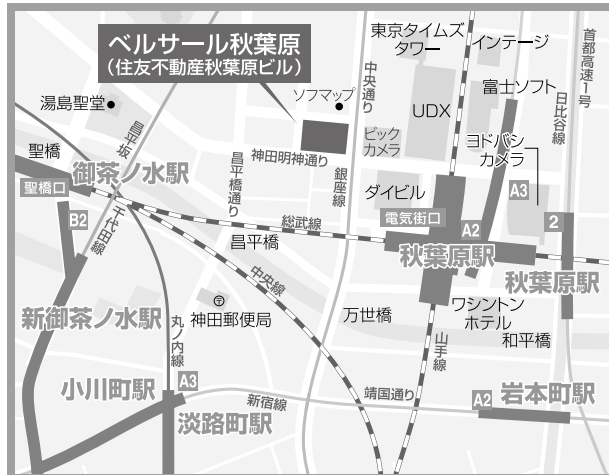 ベルサール秋葉原
(住友不動産秋葉原ビル)
東京タイムズ
タワー
インテージ
首都高速1号
中央通り
富士ソフト
日比谷線
湯島聖堂
ソフマップ
UDX
昌平坂
ビック
カメラ
ヨドバシ
カメラ
聖橋
御茶ノ水駅
昌平橋通り
神田明神通り
銀座線
ダイビル
A3
聖橋口
電気街口
B2
千代田線
総武線
昌平橋
A2
2
秋葉原駅
秋葉原駅
中央線
新御茶ノ水駅
神田郵便局
万世橋
ワシントン
ホテル
和平橋
丸ノ内線
山手線
小川町駅
A3
新宿線
靖国通り
A2
岩本町駅
淡路町駅